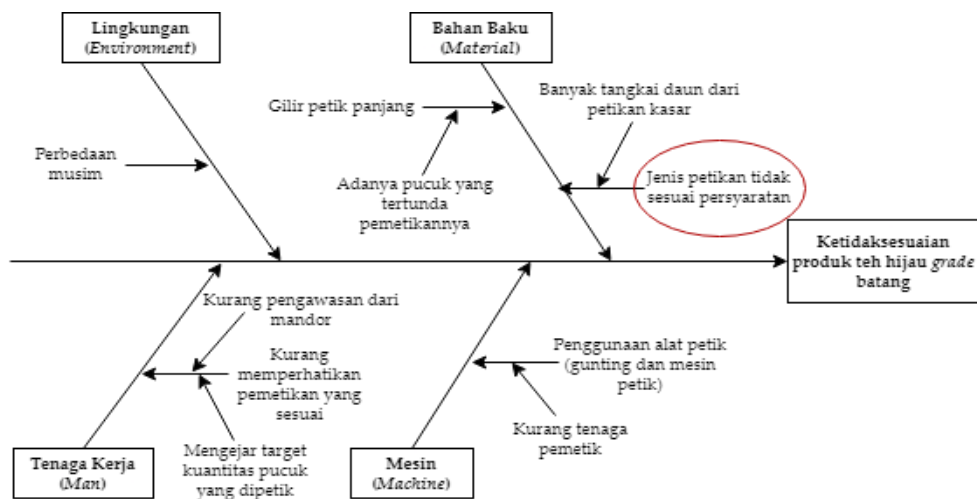 Lingkungan
(Environment)
Bahan Baku
(Material)
Gilir petik panjang
Banyak tangkai daun dari
petikan kasar
Perbedaan
musim
Adanya pucuk yang
tertunda
pemetikannya
Jenis petikan tidak
sesuai persyaratan
Ketidaksesuaian
produk teh hijau grade
batang
Kurang pengawasan dari
mandor
Kurang
memperhatikan
pemetikan yang
sesuai
Penggunaan alat petik
(gunting dan mesin
petik)
Kurang tenaga
pemetik
Mengejar target
kuantitas pucuk
yang dipetik
Tenaga Kerja
(Man)
Mesin
(Machine)